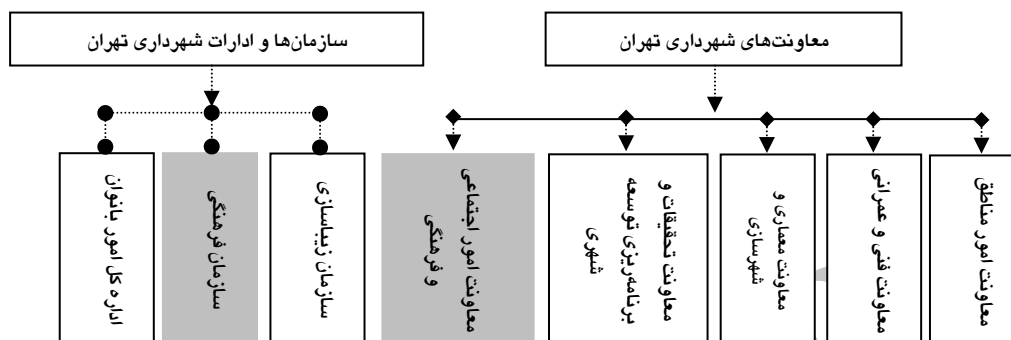 معاونت‌های شهرداری تهران
سازمان‌ها و ادارات شهرداری تهران
معاونت امور مناطق
معاونت فنی و عمرانی
معاونت معماری و
شهرسازی
معاونت تحقیقات و
برنامه‌ریزی توسعه
شهری
معاونت امور اجتماعی
و فرهنگی
سازمان زیباسازی
سازمان فرهنگی
اداره کل امور بانوان